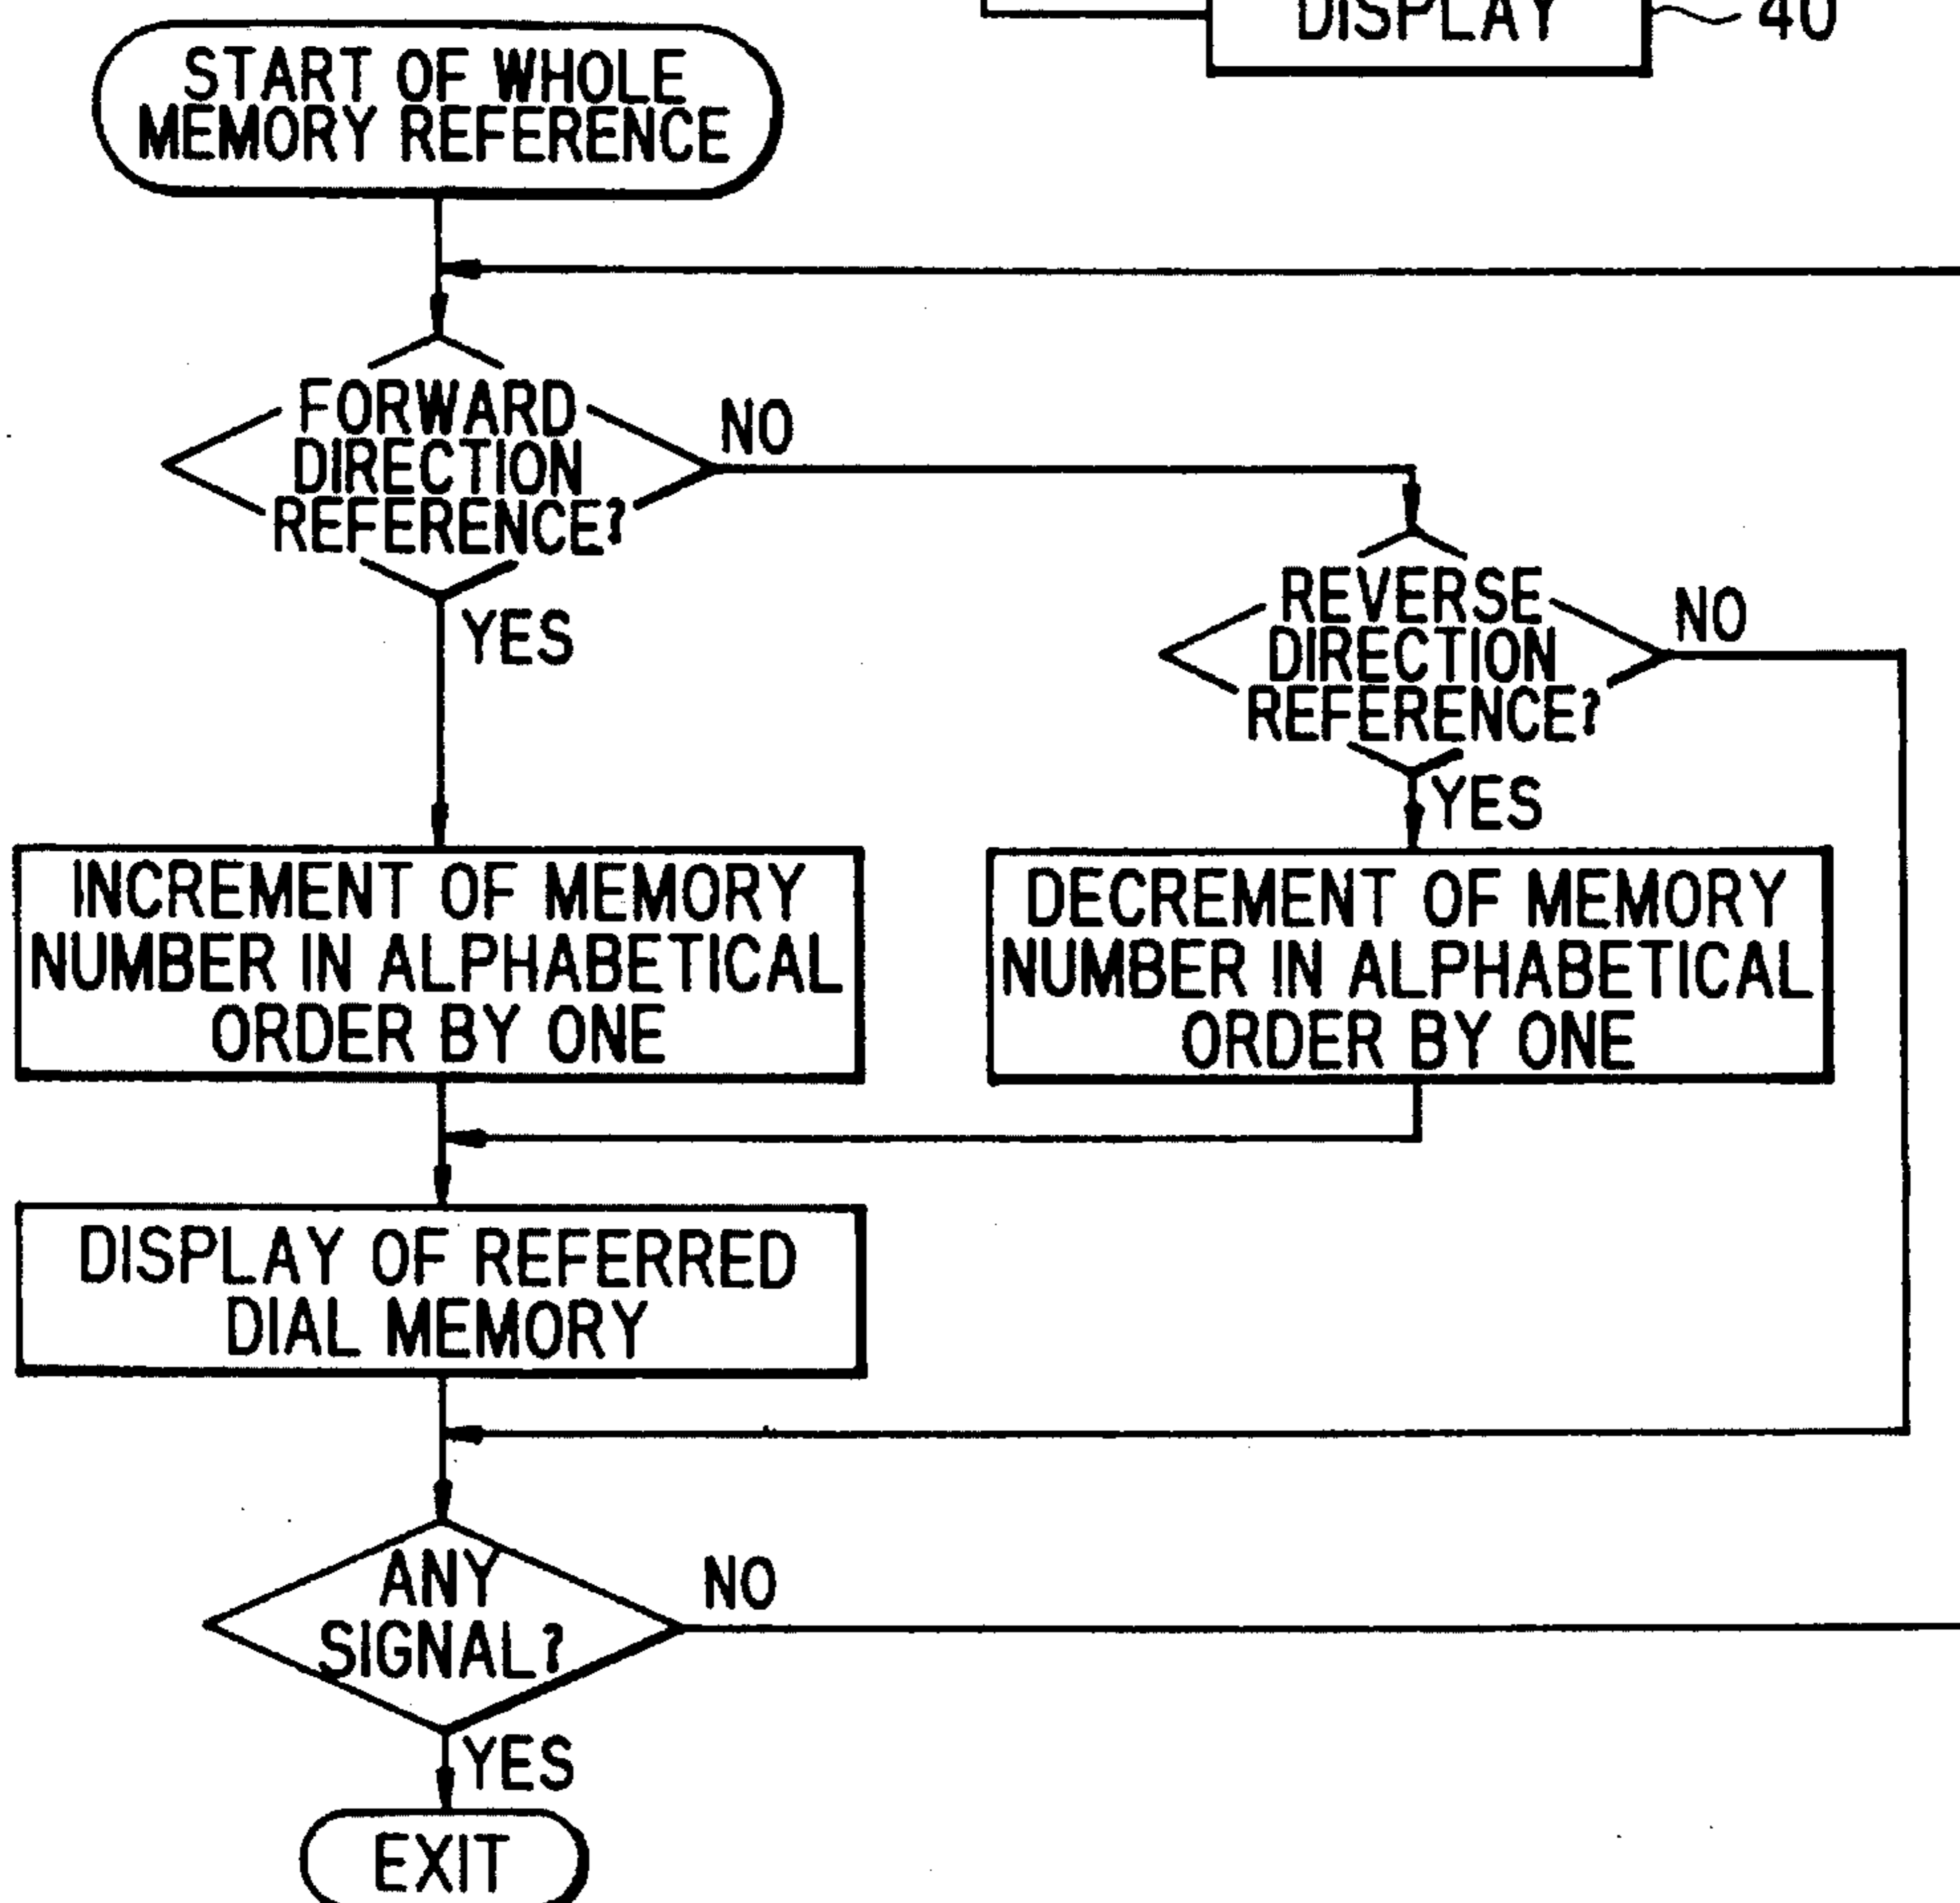 DISPLAY
40
START OF WHOLE
MEMORY REFERENCE
FORWARD
DIRECTION
REFERENCE?
NO
YES
REVERSE
DIRECTION
REFERENCE?
NO
YES
INCREMENT OF MEMORY
NUMBER IN ALPHABETICAL
ORDER BY ONE
DECREMENT OF MEMORY
NUMBER IN ALPHABETICAL
ORDER BY ONE
DISPLAY OF REFERRED
DIAL MEMORY
ANY
SIGNAL?
NO
YES
EXIT